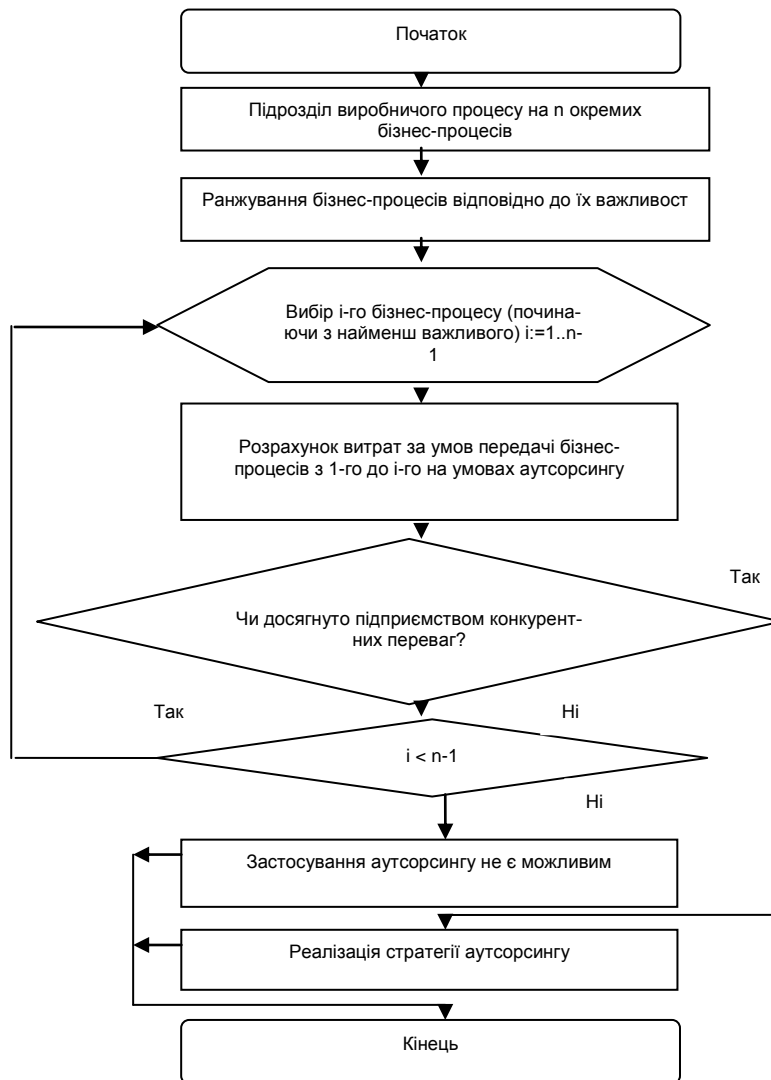 Початок
Підрозділ виробничого процесу на n окремих
бізнес-процесів
Ранжування бізнес-процесів відповідно до їх важливост
Вибір i-го бізнес-процесу (почина-
ючи з найменш важливого) i:=1..n-
1
Розрахунок витрат за умов передачі бізнес-
процесів з 1-го до i-го на умовах аутсорсингу
Так
Чи досягнуто підприємством конкурент-
них переваг?
Так
Ні
i < n-1
Ні
Застосування аутсорсингу не є можливим
Реалізація стратегії аутсорсингу
Кінець